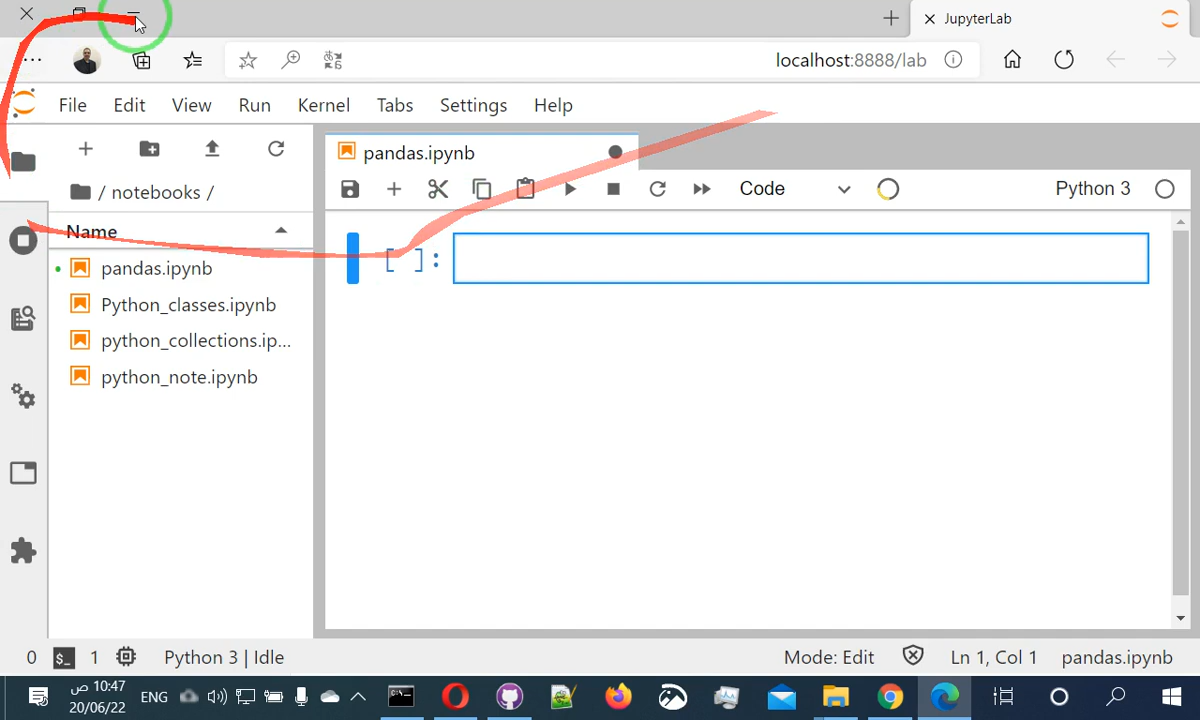 JupyterLab
localhost:8888/lab
File Edit View Run Kernel Tabs Settings Help
pandas.ipynb
/ notebooks /
Code
Python 3
Name
[ ]:
pandas.ipynb
Python_classes.ipynb
python_collections.ip...
python_note.ipynb
0 $_ 1 Python 3 | Idle
Mode: Edit Ln 1, Col 1 pandas.ipynb
10:47 ص
20/06/22
ENG